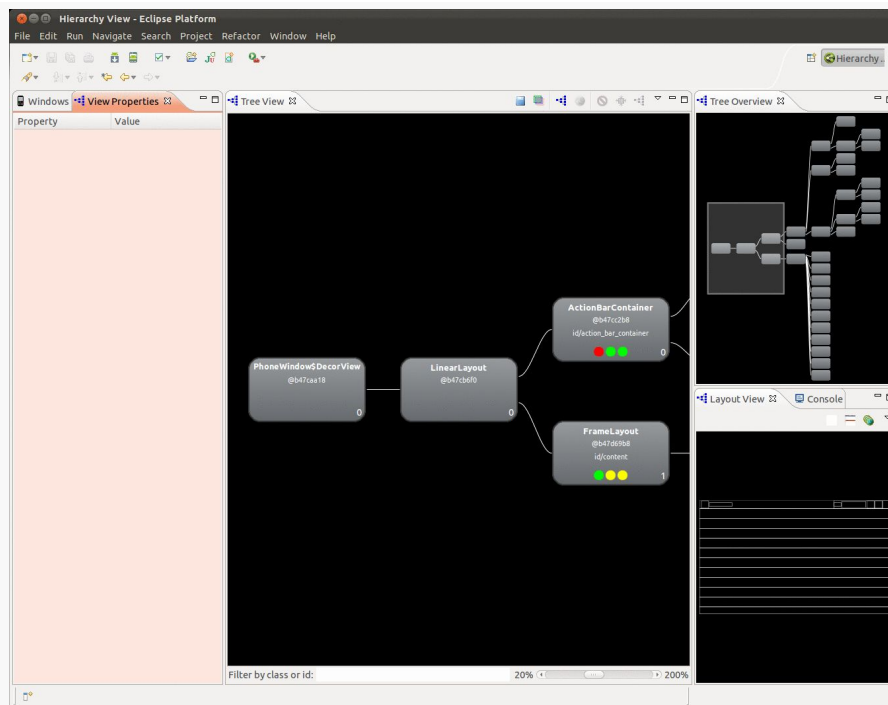 Hierarchy View - Eclipse Platform
File Edit Run Navigate Search Project Refactor Window Help
Hierarchy...
Windows View Properties
Property Value
Tree View
PhoneWindow$DecorView
@b47caa18
0
LinearLayout
@b47cb6f0
0
ActionBarContainer
@b47cc2b8
id/action_bar_container
0
FrameLayout
@b47d69b8
id/content
1
Filter by class or id:
20% 200%
Tree Overview
Layout View Console